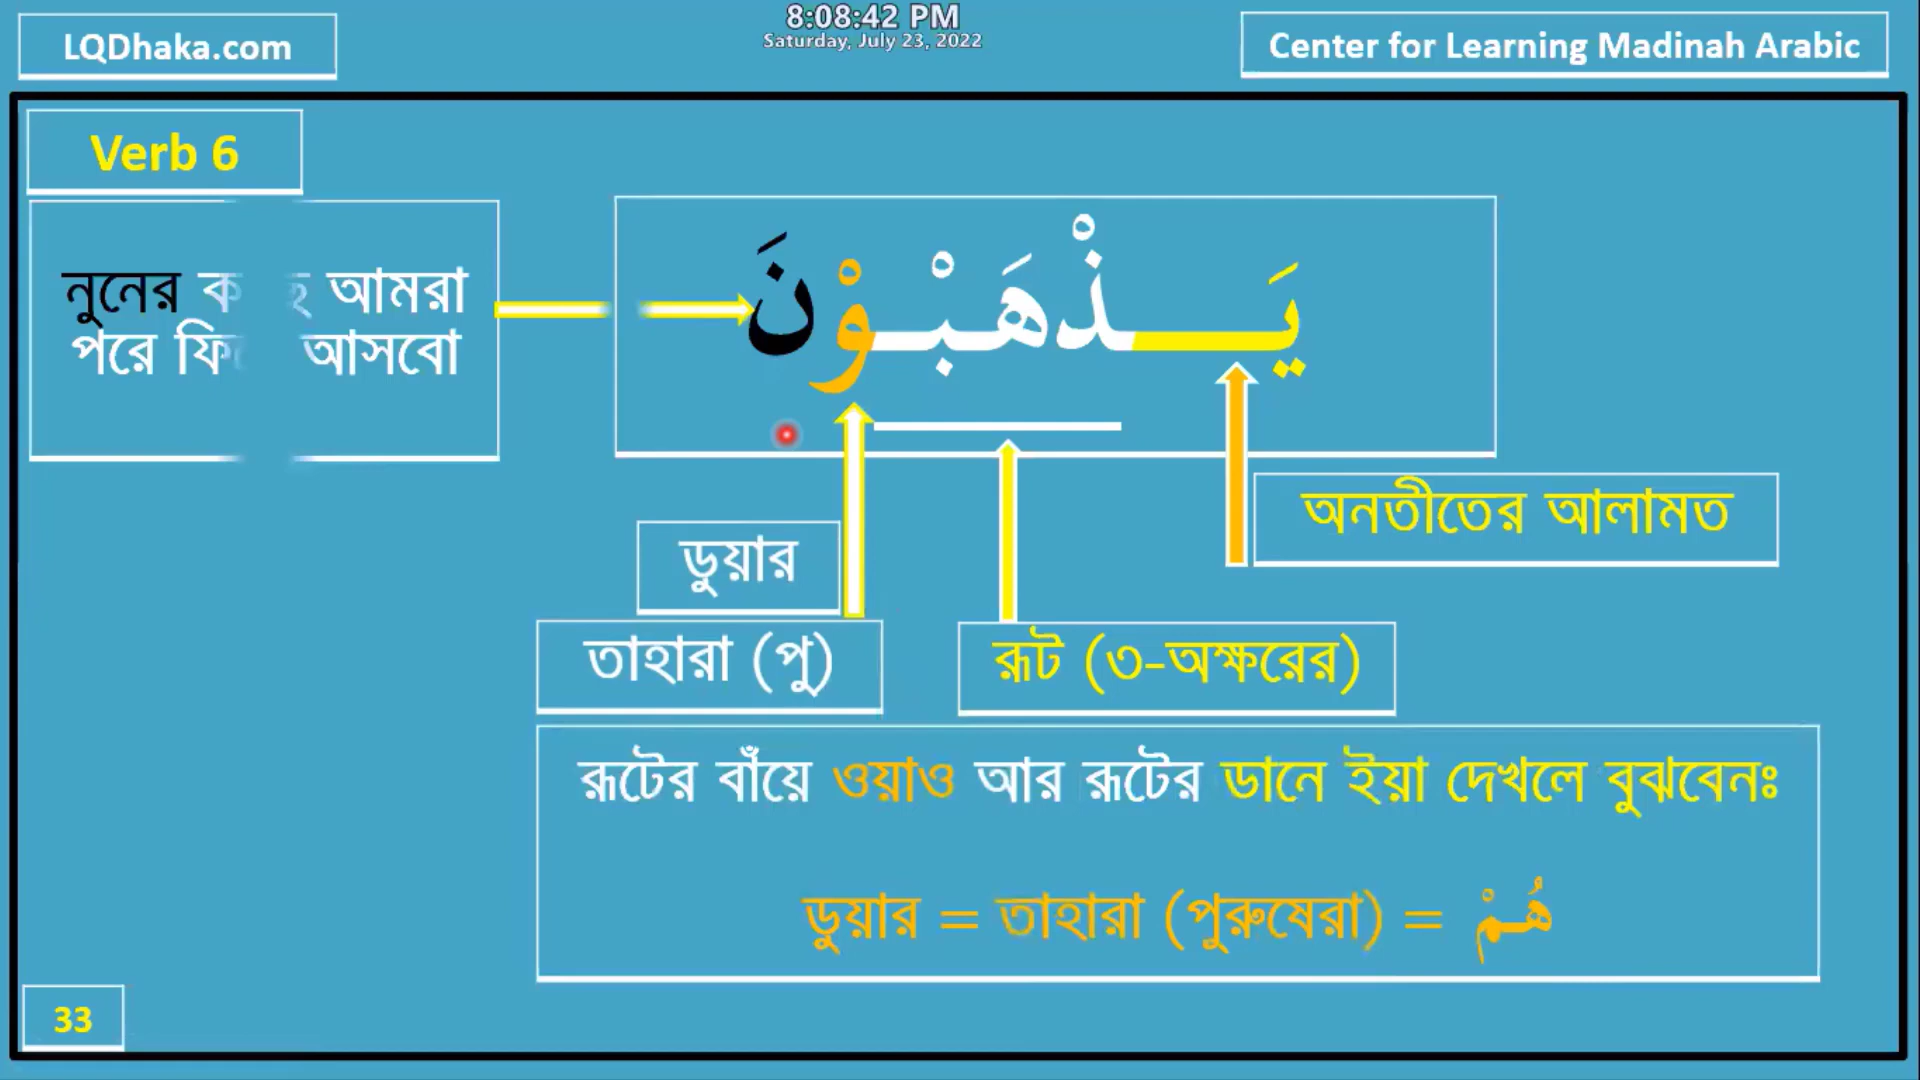 LQDhaka.com
8:08:42 PM
Saturday, July 23, 2022
Center for Learning Madinah Arabic
Verb 6
নুনের আমরা
পরে আসবো
يَـذْهَبْـوْنَ
অনতীতের আলামত
ডুয়ার
তাহারা (পু)
রূট (৩-অক্ষরের)
রূটের বাঁয়ে ওয়াও আর রূটের ডানে ইয়া দেখলে বুঝবেনঃ
ডুয়ার = তাহারা (পুরুষেরা) = هُمْ
33